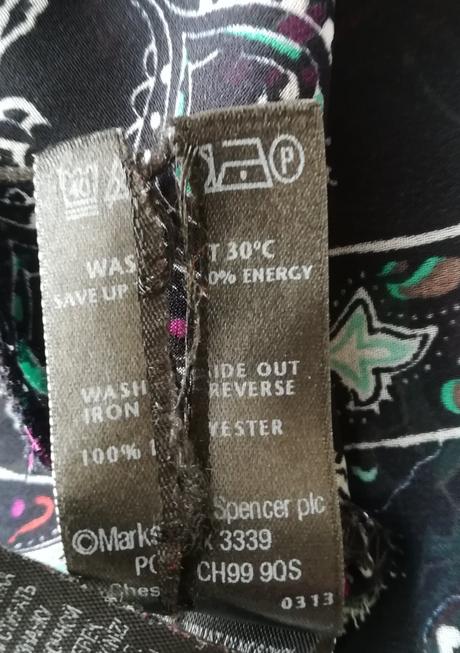 40 P
WAS T 30°C
SAVE UP 0% ENERGY
WASH IDE OUT
IRON REVERSE
100% YESTER
©Marks Spencer plc
PO x 3339
Ches CH99 9QS
0313